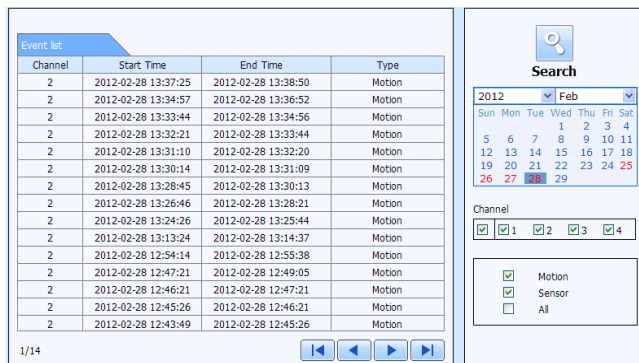 Event list
Channel Start Time End Time Type
2 2012-02-28 13:37:25 2012-02-28 13:38:50 Motion
2 2012-02-28 13:34:57 2012-02-28 13:36:52 Motion
2 2012-02-28 13:33:44 2012-02-28 13:34:56 Motion
2 2012-02-28 13:32:21 2012-02-28 13:33:44 Motion
2 2012-02-28 13:31:10 2012-02-28 13:32:20 Motion
2 2012-02-28 13:30:14 2012-02-28 13:31:09 Motion
2 2012-02-28 13:28:45 2012-02-28 13:30:13 Motion
2 2012-02-28 13:26:46 2012-02-28 13:28:21 Motion
2 2012-02-28 13:24:26 2012-02-28 13:25:44 Motion
2 2012-02-28 13:13:24 2012-02-28 13:14:37 Motion
2 2012-02-28 12:54:14 2012-02-28 12:55:38 Motion
2 2012-02-28 12:47:21 2012-02-28 12:49:05 Motion
2 2012-02-28 12:46:21 2012-02-28 12:47:21 Motion
2 2012-02-28 12:45:26 2012-02-28 12:46:21 Motion
2 2012-02-28 12:43:49 2012-02-28 12:45:26 Motion
1/14
Search
2012 Feb
Sun Mon Tue Wed Thu Fri Sat
1 2 3 4
5 6 7 8 9 10 11
12 13 14 15 16 17 18
19 20 21 22 23 24 25
26 27 28 29
Channel
1 2 3 4
Motion
Sensor
All